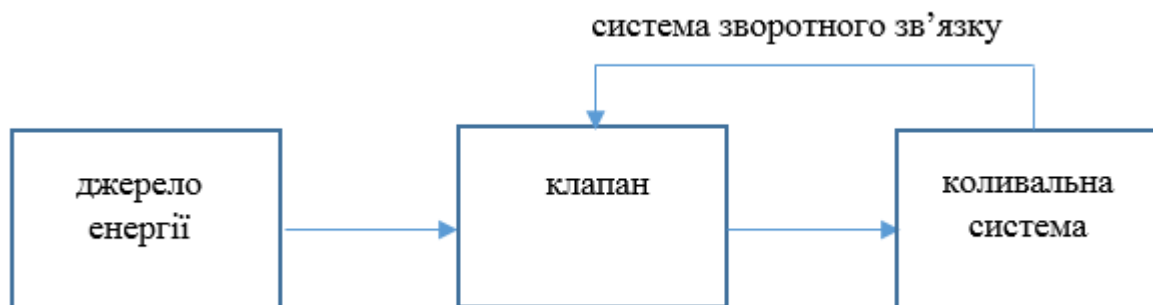 система зворотного зв’язку
джерело
енергії
клапан
коливальна
система